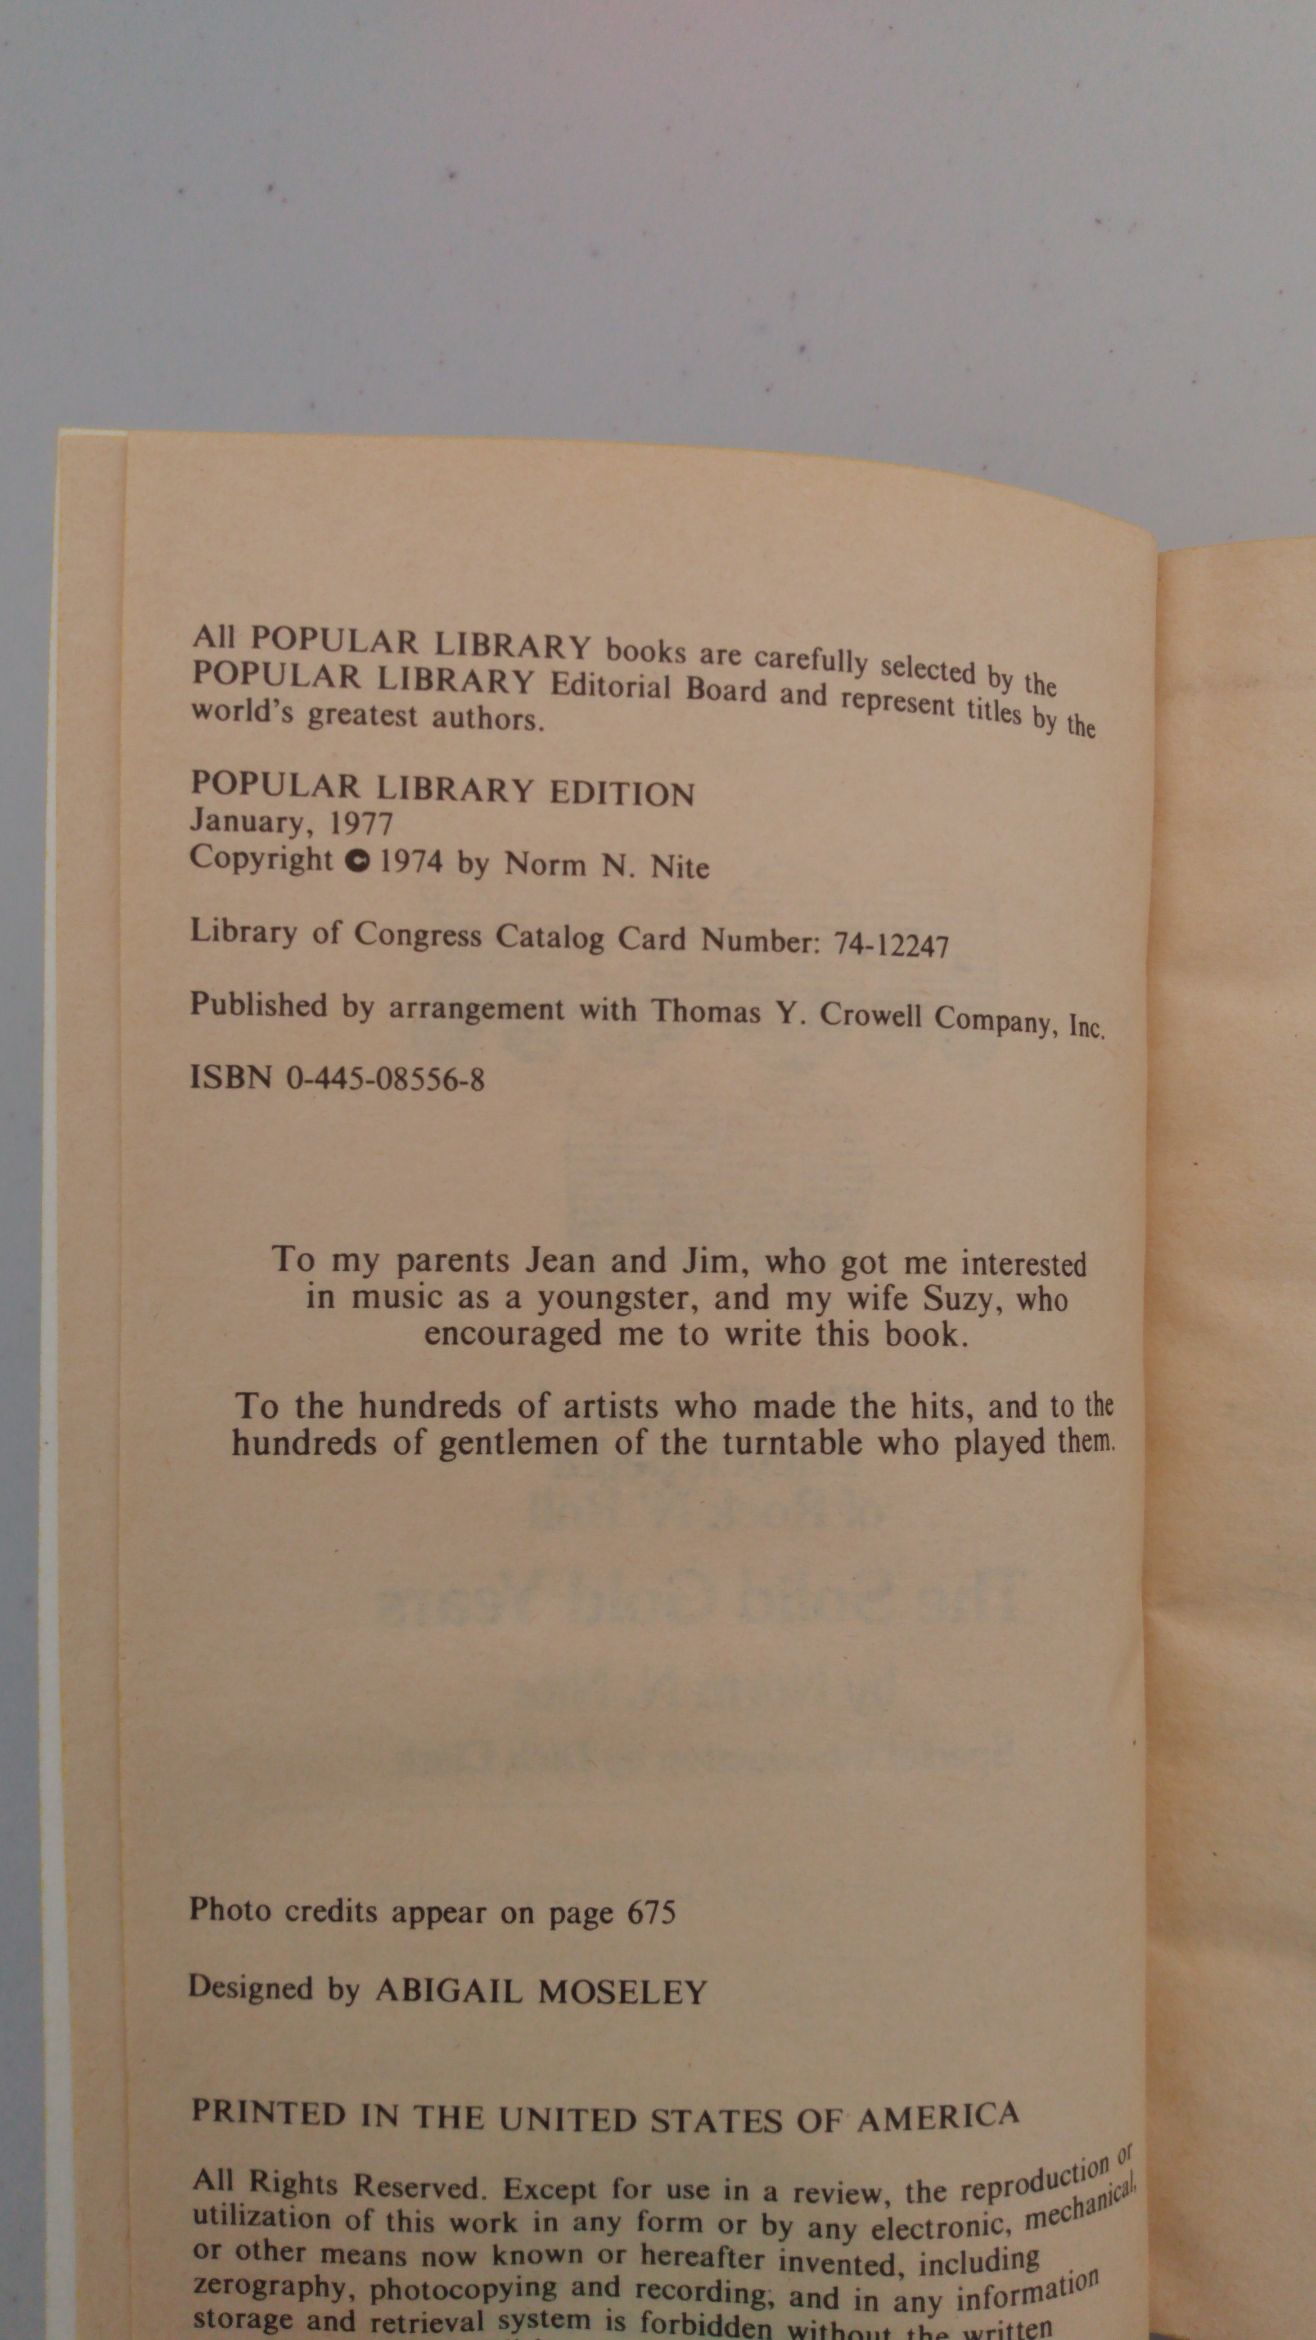 All POPULAR LIBRARY books are carefully selected by the
POPULAR LIBRARY Editorial Board and represent titles by the
world's greatest authors.
POPULAR LIBRARY EDITION
January, 1977
Copyright © 1974 by Norm N. Nite
Library of Congress Catalog Card Number: 74-12247
Published by arrangement with Thomas Y. Crowell Company, Inc.
ISBN 0-445-08556-8
To my parents Jean and Jim, who got me interested
in music as a youngster, and my wife Suzy, who
encouraged me to write this book.
To the hundreds of artists who made the hits, and to the
hundreds of gentlemen of the turntable who played them.
Photo credits appear on page 675
Designed by ABIGAIL MOSELEY
PRINTED IN THE UNITED STATES OF AMERICA
All Rights Reserved. Except for use in a review, the reproduction or
utilization of this work in any form or by any electronic, mechanical,
or other means now known or hereafter invented, including
zerography, photocopying and recording, and in any information
storage and retrieval system is forbidden without the written